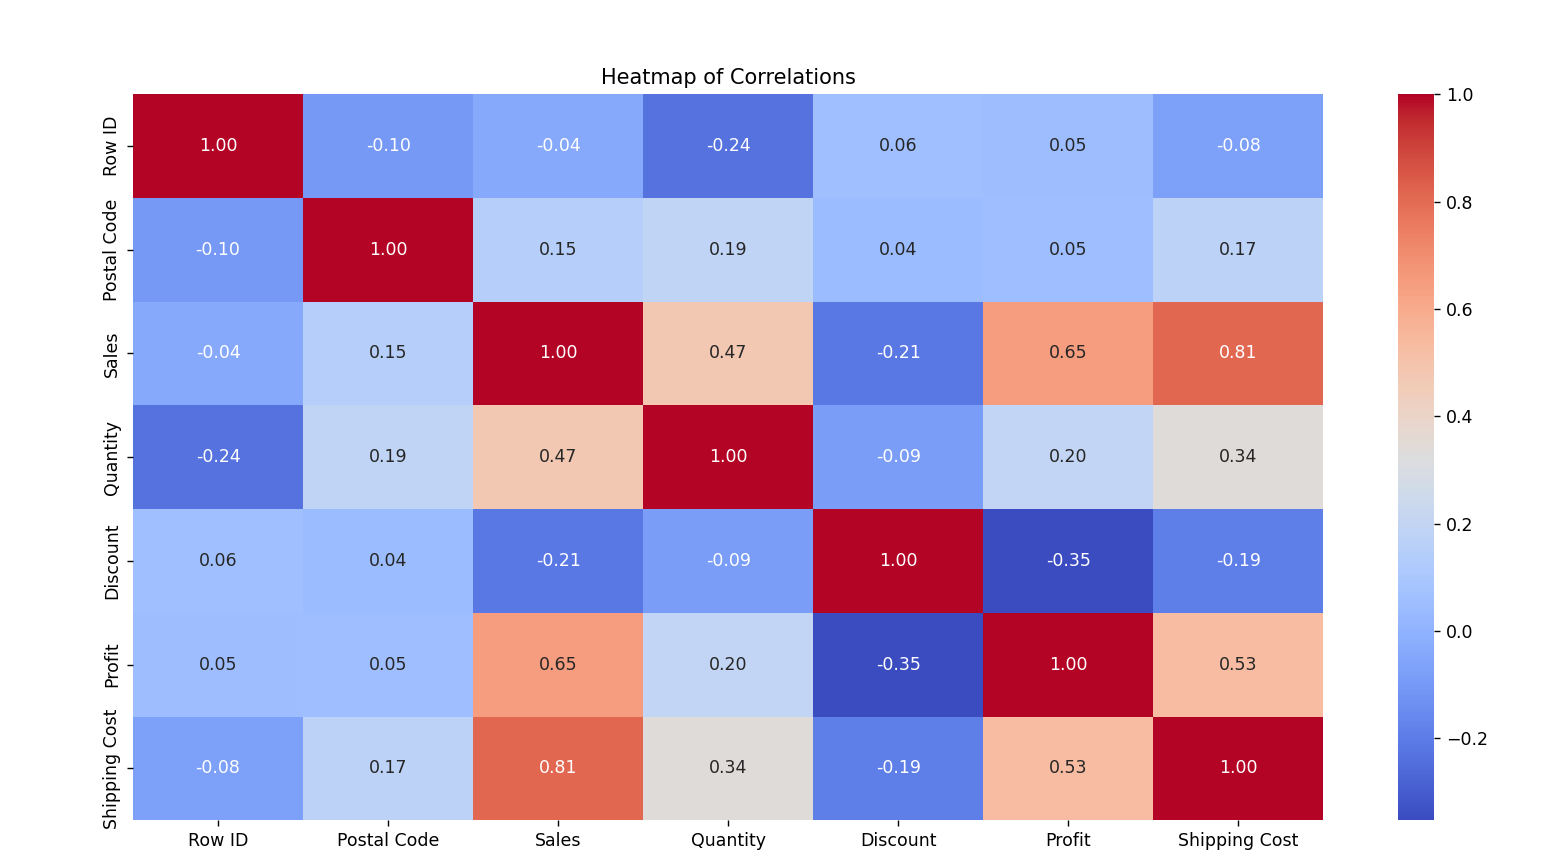 Heatmap of Correlations
Row ID 1.00 -0.10 -0.04 -0.24 0.06 0.05 -0.08
Postal Code -0.10 1.00 0.15 0.19 0.04 0.05 0.17
Sales -0.04 0.15 1.00 0.47 -0.21 0.65 0.81
Quantity -0.24 0.19 0.47 1.00 -0.09 0.20 0.34
Discount 0.06 0.04 -0.21 -0.09 1.00 -0.35 -0.19
Profit 0.05 0.05 0.65 0.20 -0.35 1.00 0.53
Shipping Cost -0.08 0.17 0.81 0.34 -0.19 0.53 1.00
Row ID Postal Code Sales Quantity Discount Profit Shipping Cost
1.0
0.8
0.6
0.4
0.2
0.0
−0.2